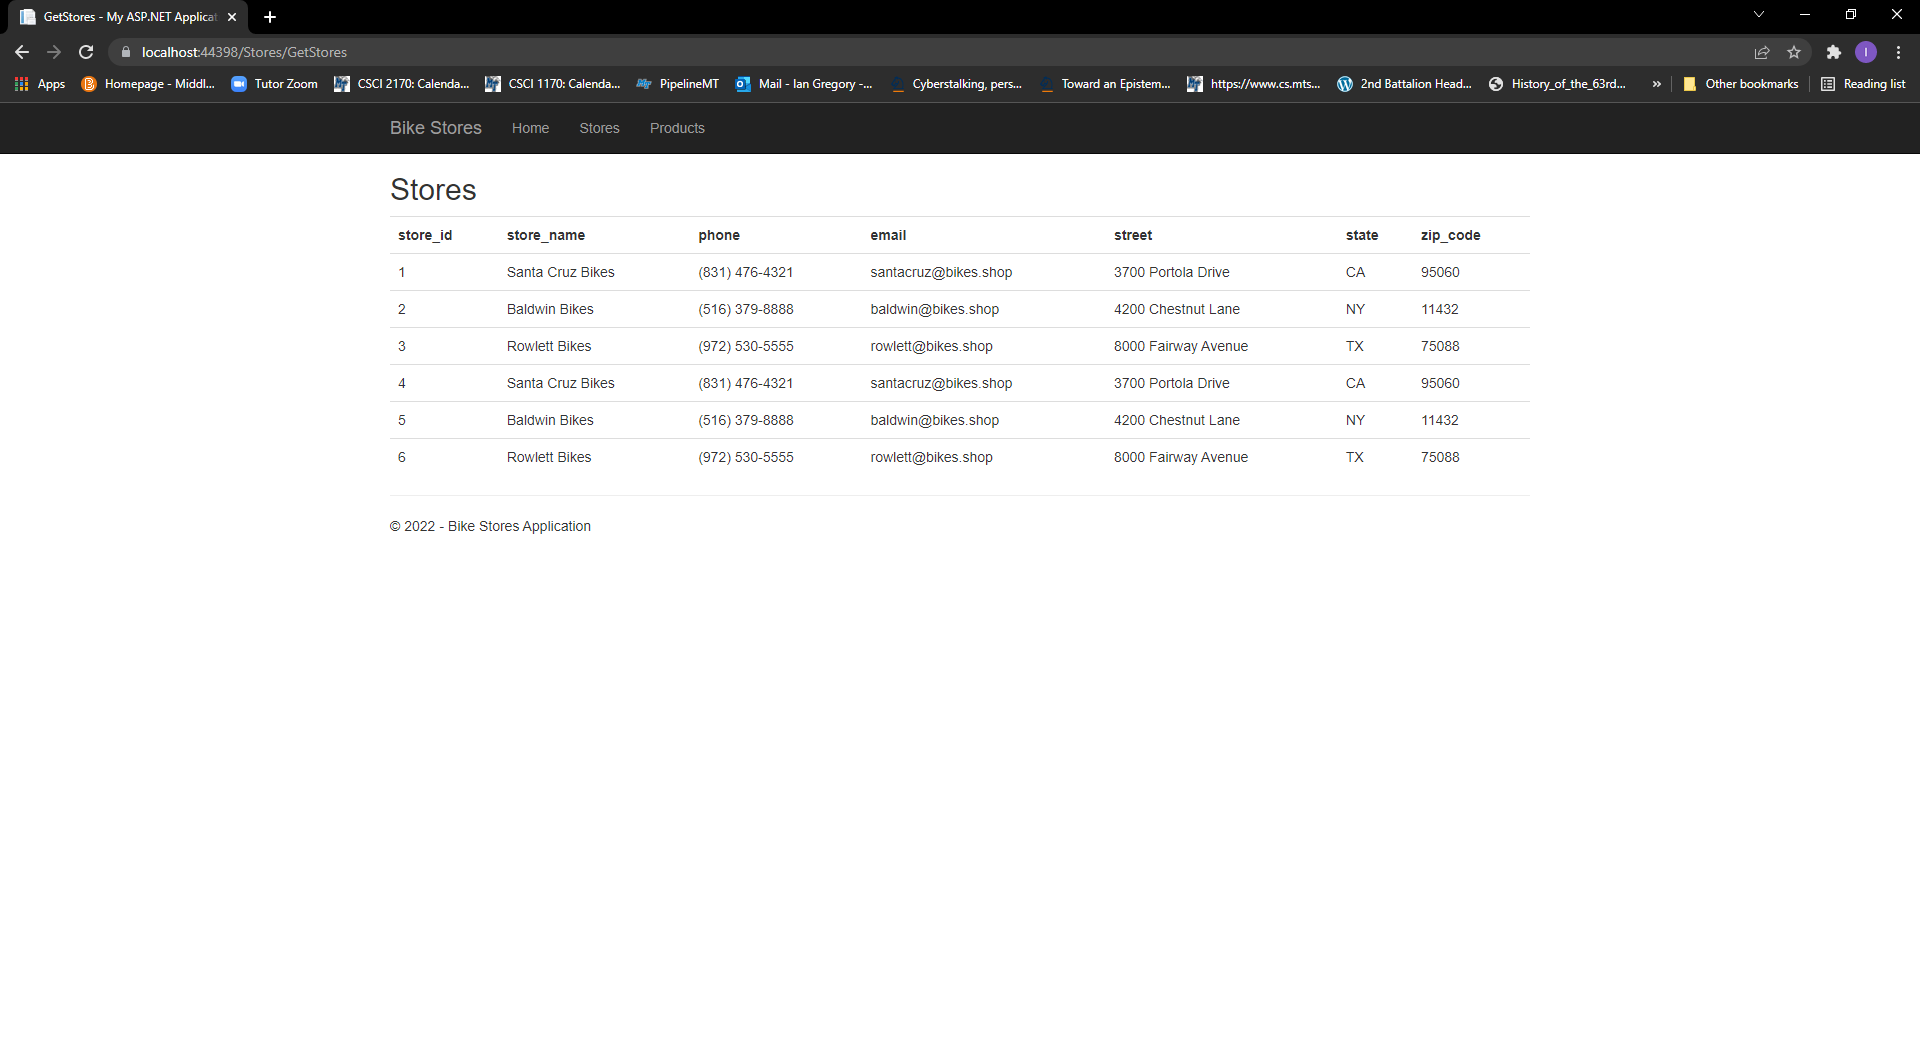 GetStores - My ASP.NET Applicat
localhost:44398/Stores/GetStores
Apps Homepage - Middl... Tutor Zoom CSCI 2170: Calenda... CSCI 1170: Calenda... PipelineMT Mail - Ian Gregory -... Cyberstalking, pers... Toward an Epistem... https://www.cs.mts... 2nd Battalion Head... History_of_the_63rd... » Other bookmarks Reading list
Bike Stores Home Stores Products
Stores
store_id store_name phone email street state zip_code
1 Santa Cruz Bikes (831) 476-4321 santacruz@bikes.shop 3700 Portola Drive CA 95060
2 Baldwin Bikes (516) 379-8888 baldwin@bikes.shop 4200 Chestnut Lane NY 11432
3 Rowlett Bikes (972) 530-5555 rowlett@bikes.shop 8000 Fairway Avenue TX 75088
4 Santa Cruz Bikes (831) 476-4321 santacruz@bikes.shop 3700 Portola Drive CA 95060
5 Baldwin Bikes (516) 379-8888 baldwin@bikes.shop 4200 Chestnut Lane NY 11432
6 Rowlett Bikes (972) 530-5555 rowlett@bikes.shop 8000 Fairway Avenue TX 75088
© 2022 - Bike Stores Application